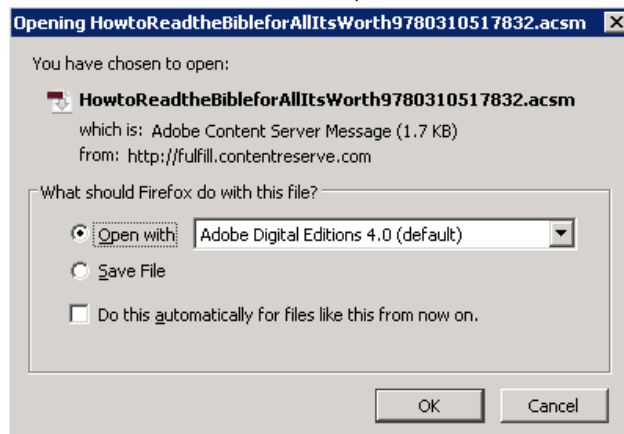 Opening HowtoReadtheBibleforAllItsWorth9780310517832.acsm
You have chosen to open:
HowtoReadtheBibleforAllItsWorth9780310517832.acsm
which is: Adobe Content Server Message (1.7 KB)
from: http://fulfill.contentreserve.com
What should Firefox do with this file?
Open with Adobe Digital Editions 4.0 (default)
Save File
Do this automatically for files like this from now on.
OK Cancel